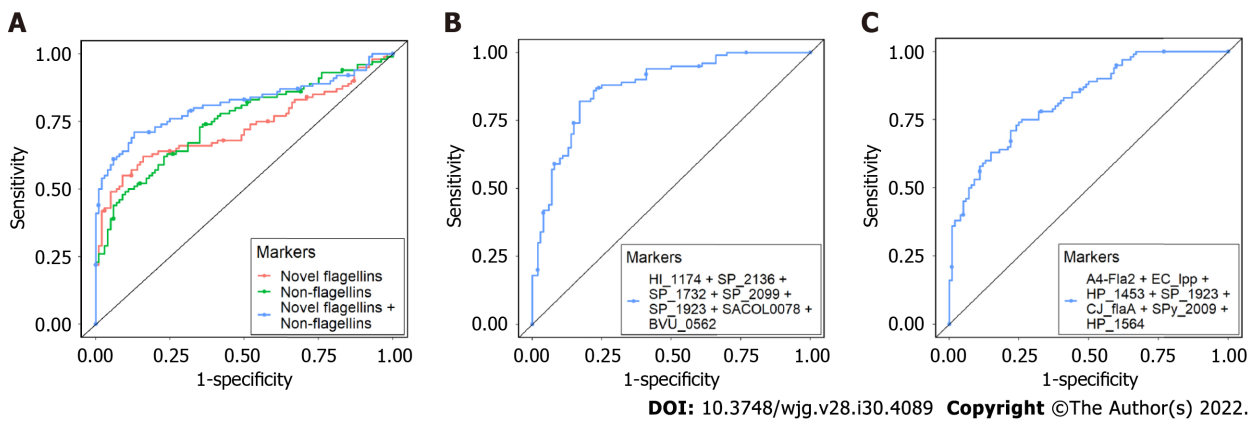 A
1.00
0.75
0.50
0.25
0.00
Sensitivity
Markers
Novel flagellins
Non-flagellins
Novel flagellins +
Non-flagellins
0.00 0.25 0.50 0.75 1.00
1-specificity
B
1.00
0.75
0.50
0.25
0.00
Sensitivity
Markers
HI_1174 + SP_2136 +
SP_1732 + SP_2099 +
SP_1923 + SACOL0078 +
BVU_0562
0.00 0.25 0.50 0.75 1.00
1-specificity
C
1.00
0.75
0.50
0.25
0.00
Sensitivity
Markers
A4-Fla2 + EC_lpp +
HP_1453 + SP_1923 +
CJ_flaA + SPy_2009 +
HP_1564
0.00 0.25 0.50 0.75 1.00
1-specificity
DOI: 10.3748/wjg.v28.i30.4089 Copyright ©The Author(s) 2022.